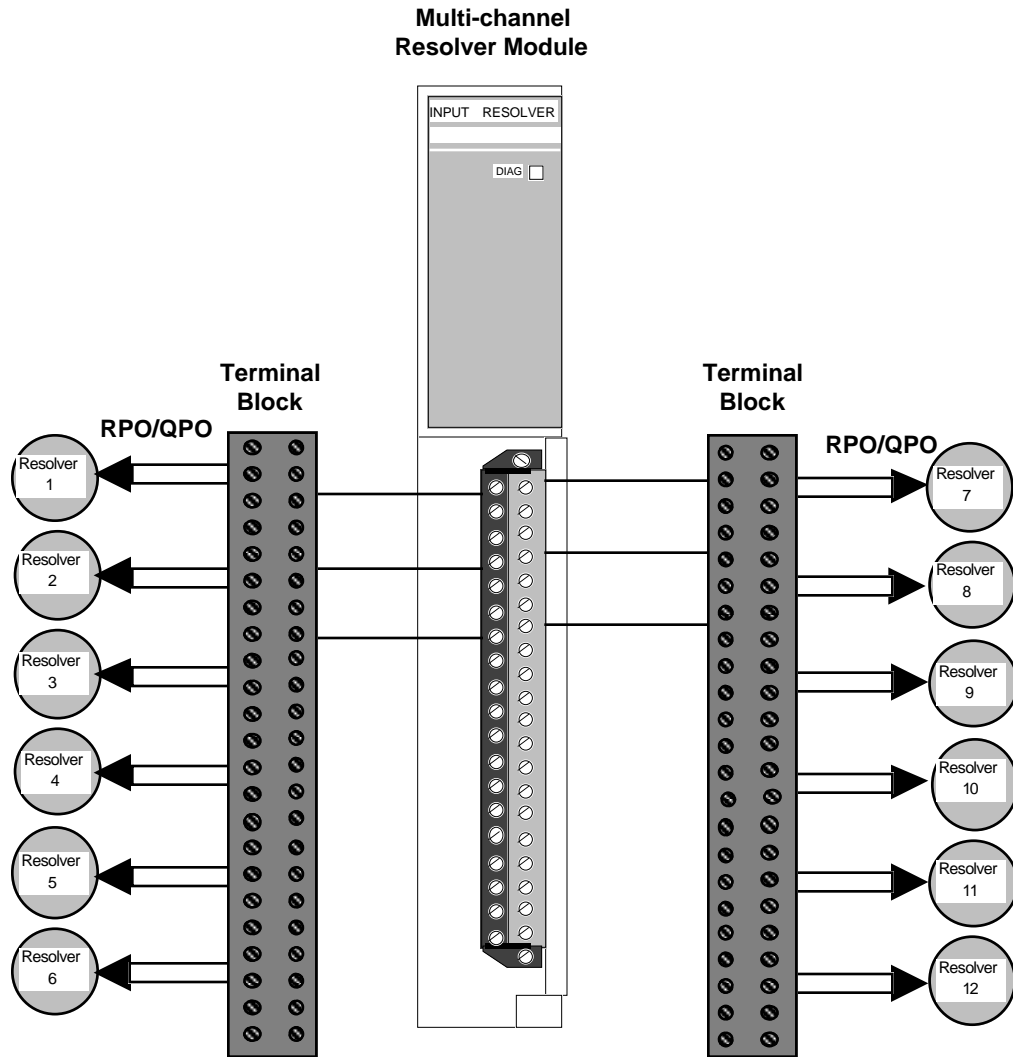 Multi-channel
Resolver Module
INPUT RESOLVER
DIAG
Terminal
Block
Terminal
Block
RPO/QPO
RPO/QPO
Resolver
1
Resolver
2
Resolver
3
Resolver
4
Resolver
5
Resolver
6
Resolver
7
Resolver
8
Resolver
9
Resolver
10
Resolver
11
Resolver
12